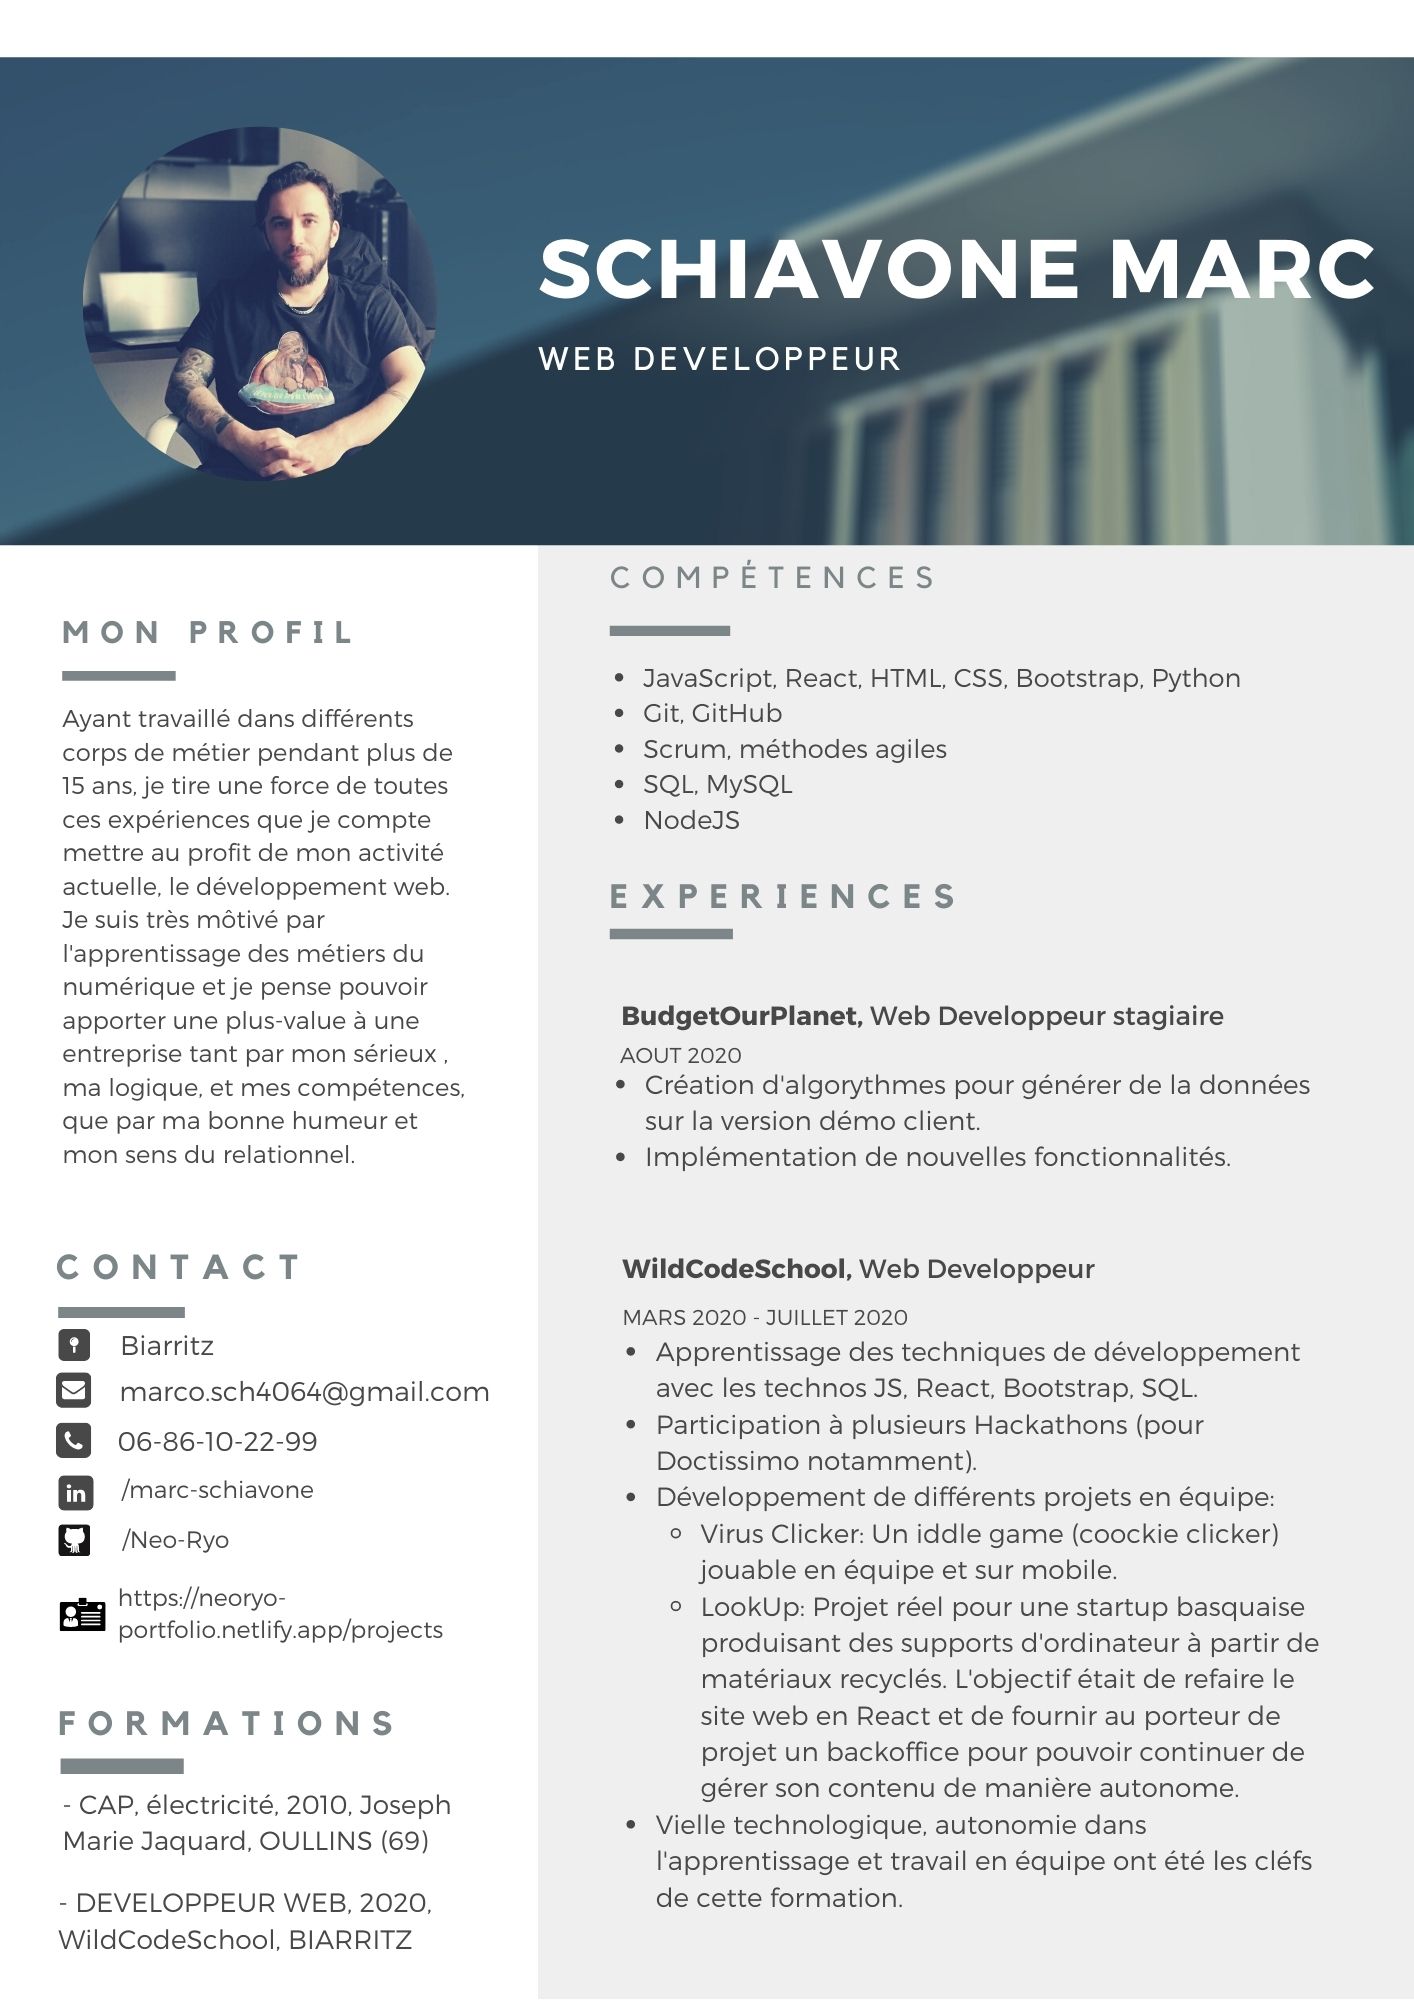 SCHIAVONE MARC
WEB DEVELOPPEUR
MON PROFIL
Ayant travaillé dans différents
corps de métier pendant plus de
15 ans, je tire une force de toutes
ces expériences que je compte
mettre au profit de mon activité
actuelle, le développement web.
Je suis très môtivé par
l'apprentissage des métiers du
numérique et je pense pouvoir
apporter une plus-value à une
entreprise tant par mon sérieux ,
ma logique, et mes compétences,
que par ma bonne humeur et
mon sens du relationnel.
CONTACT
Biarritz
marco.sch4064@gmail.com
06-86-10-22-99
/marc-schiavone
/Neo-Ryo
https://neoryo-
portfolio.netlify.app/projects
FORMATIONS
- CAP, électricité, 2010, Joseph
Marie Jaquard, OULLINS (69)
- DEVELOPPEUR WEB, 2020,
WildCodeSchool, BIARRITZ
COMPÉTENCES
• JavaScript, React, HTML, CSS, Bootstrap, Python
• Git, GitHub
• Scrum, méthodes agiles
• SQL, MySQL
• NodeJS
EXPERIENCES
BudgetOurPlanet, Web Developpeur stagiaire
AOUT 2020
• Création d'algorythmes pour générer de la données
sur la version démo client.
• Implémentation de nouvelles fonctionnalités.
WildCodeSchool, Web Developpeur
MARS 2020 - JUILLET 2020
• Apprentissage des techniques de développement
avec les technos JS, React, Bootstrap, SQL.
• Participation à plusieurs Hackathons (pour
Doctissimo notamment).
• Développement de différents projets en équipe:
◦ Virus Clicker: Un iddle game (coockie clicker)
jouable en équipe et sur mobile.
◦ LookUp: Projet réel pour une startup basquaise
produisant des supports d'ordinateur à partir de
matériaux recyclés. L'objectif était de refaire le
site web en React et de fournir au porteur de
projet un backoffice pour pouvoir continuer de
gérer son contenu de manière autonome.
• Vielle technologique, autonomie dans
l'apprentissage et travail en équipe ont été les cléfs
de cette formation.